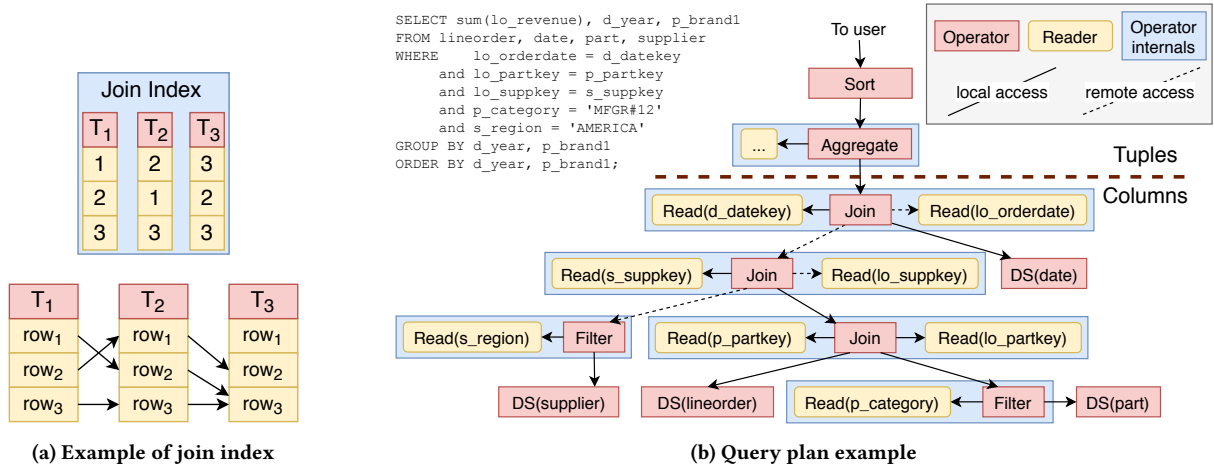 Join Index
T1 T2 T3
1 2 3
2 1 2
3 3 3
T1 T2 T3
row1 row1 row1
row2 row2 row2
row3 row3 row3
(a) Example of join index
SELECT sum(lo_revenue), d_year, p_brand1
FROM lineorder, date, part, supplier
WHERE lo_orderdate = d_datekey
and lo_partkey = p_partkey
and lo_suppkey = s_suppkey
and p_category = 'MFGR#12'
and s_region = 'AMERICA'
GROUP BY d_year, p_brand1
ORDER BY d_year, p_brand1;
To user
Sort
... Aggregate
Operator Reader Operator
internals
local access remote access
Tuples
Columns
Read(d_datekey) Join Read(lo_orderdate)
Read(s_suppkey) Join Read(lo_suppkey) DS(date)
Read(s_region) Filter Read(p_partkey) Join Read(lo_partkey)
DS(supplier) DS(lineorder) Read(p_category) Filter DS(part)
(b) Query plan example